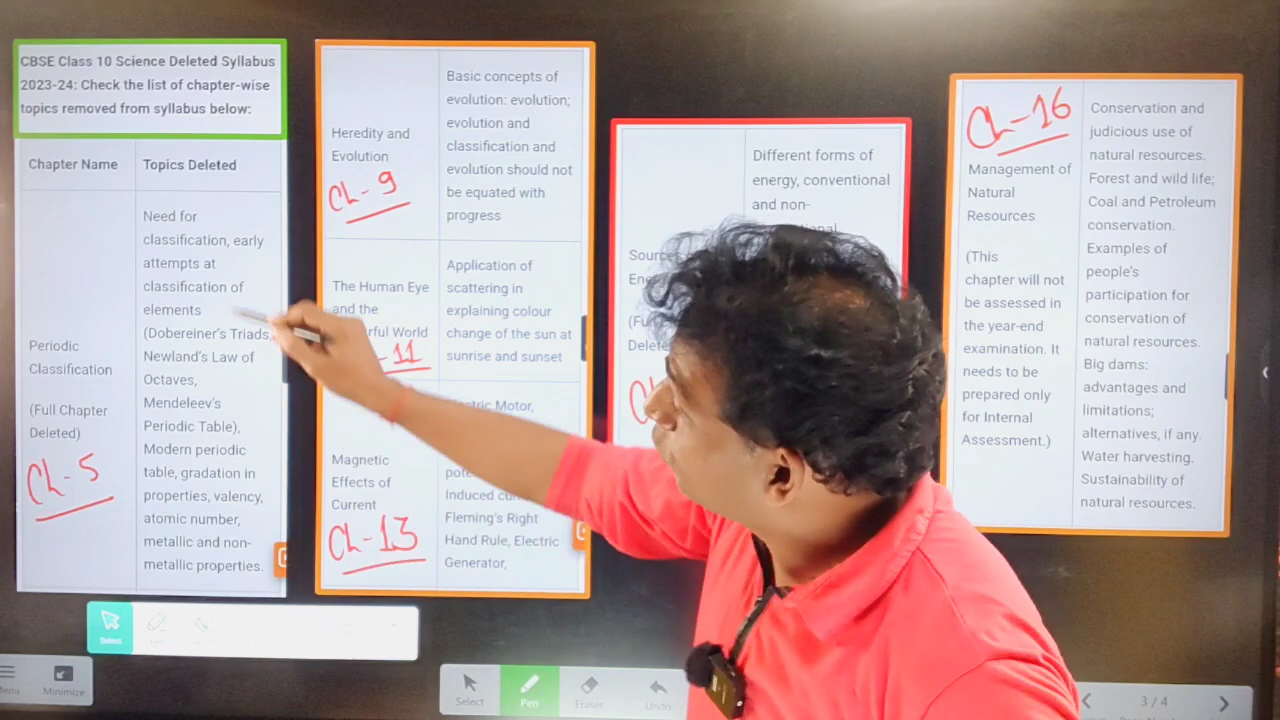 CBSE Class 10 Science Deleted Syllabus
2023-24: Check the list of chapter-wise
topics removed from syllabus below:
Chapter Name
Topics Deleted
Periodic
Classification
(Full Chapter
Deleted)
Ch-5
Need for
classification, early
attempts at
classification of
elements
(Dobereiner's Triads,
Newland's Law of
Octaves,
Mendeleev's
Periodic Table),
Modern periodic
table, gradation in
properties, valency,
atomic number,
metallic and non-
metallic properties.
Heredity and
Evolution
Ch-9
Basic concepts of
evolution: evolution;
evolution and
classification and
evolution should not
be equated with
progress
The Human Eye
and the
World
-11
Application of
scattering in
explaining colour
change of the sun at
sunrise and sunset
Magnetic
Effects of
Current
Ch-13
Electric Motor,
Induced
Fleming's Right
Hand Rule, Electric
Generator,
Different forms of
energy, conventional
and non-
Ch-16
Management of
Natural
Resources
(This
chapter will not
be assessed in
the year-end
examination. It
needs to be
prepared only
for Internal
Assessment.)
Conservation and
judicious use of
natural resources.
Forest and wild life;
Coal and Petroleum
conservation.
Examples of
people's
participation for
conservation of
natural resources.
Big dams:
advantages and
limitations;
alternatives, if any.
Water harvesting.
Sustainability of
natural resources.
Select
Minimize
Select
Pen
Eraser
Undo
3/4